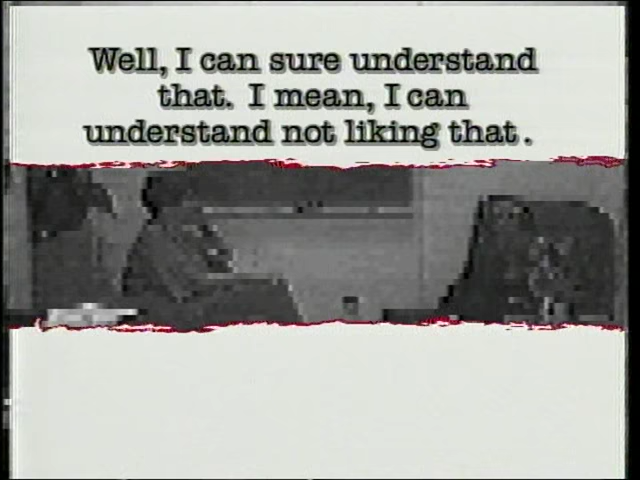 Well, I can sure understand
that. I mean, I can
understand not liking that.